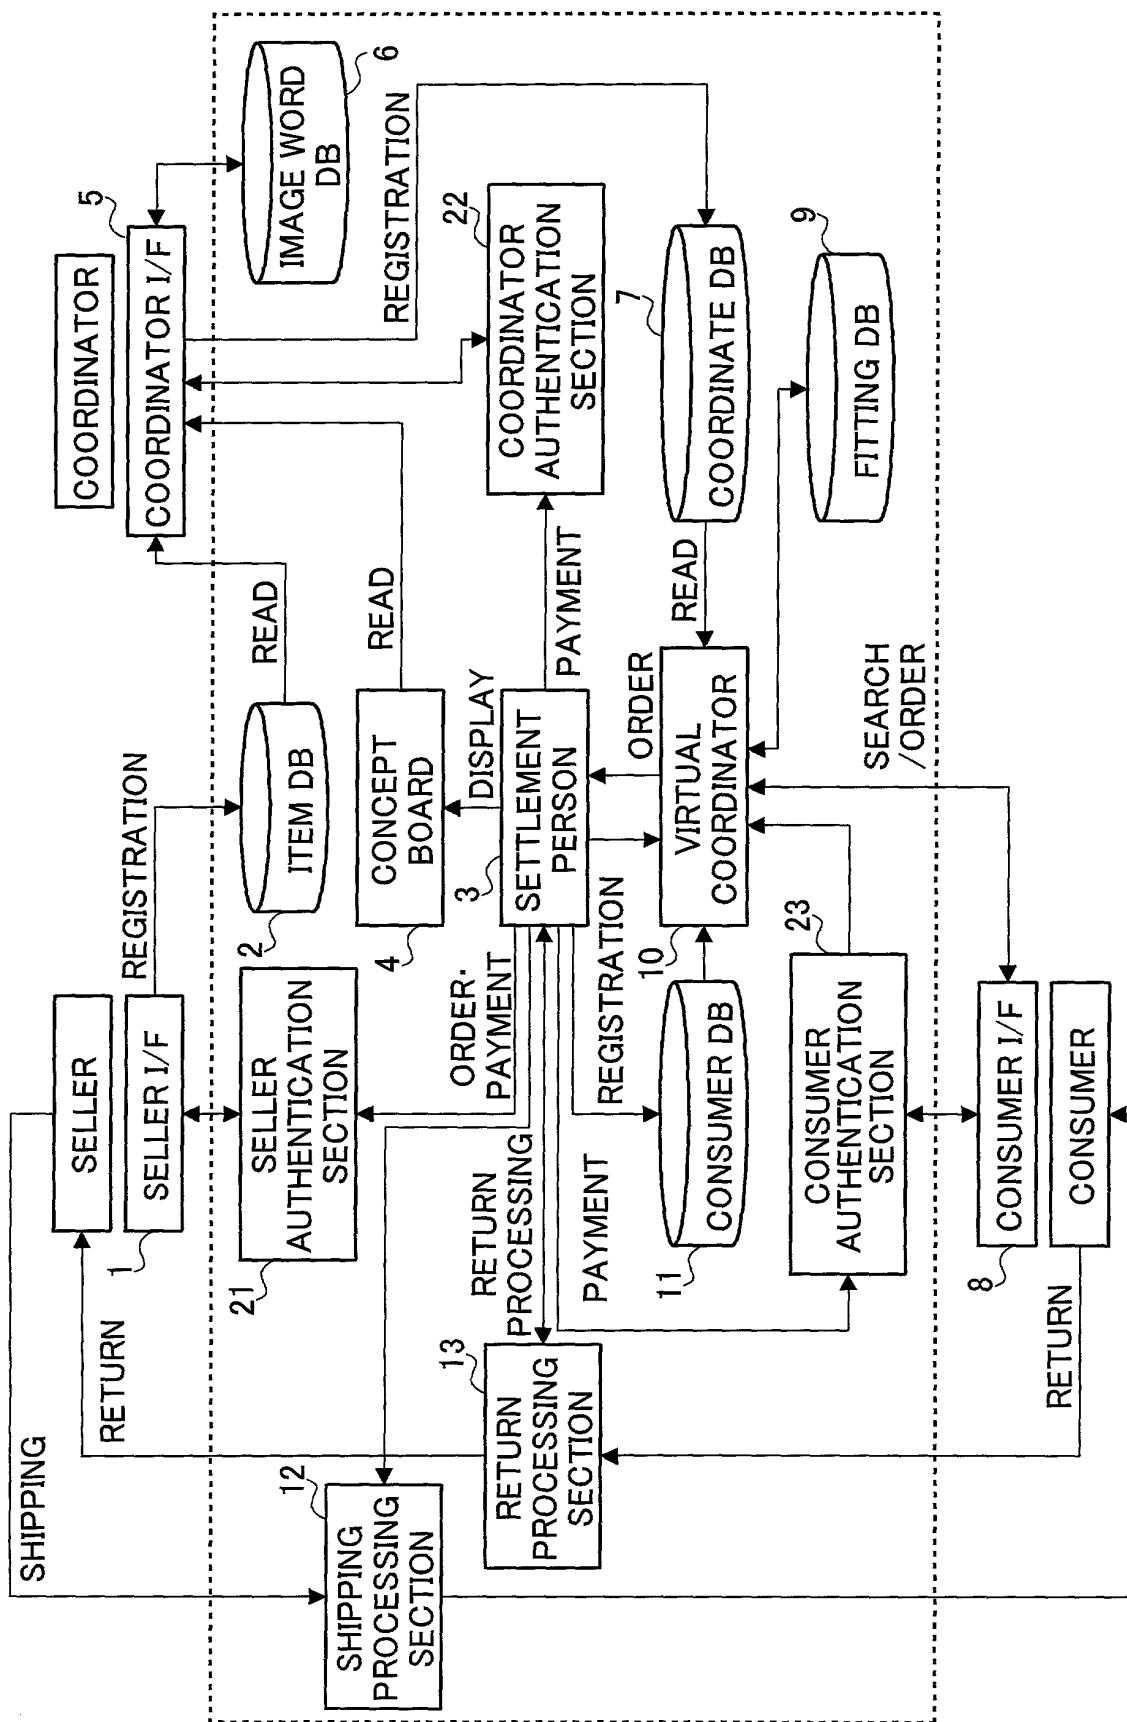 SHIPPING
RETURN
SELLER
1
SELLER I/F
REGISTRATION
COORDINATOR
5
COORDINATOR I/F
21
SELLER
AUTHENTICATION
SECTION
2
ITEM DB
READ
IMAGE WORD
DB
6
12
SHIPPING
PROCESSING
SECTION
4
CONCEPT
BOARD
READ
REGISTRATION
ORDER-
PAYMENT
DISPLAY
13
RETURN
PROCESSING
SECTION
RETURN
PROCESSING
3
SETTLEMENT
PERSON
PAYMENT
22
COORDINATOR
AUTHENTICATION
SECTION
PAYMENT
REGISTRATION
ORDER
11
CONSUMER DB
10
VIRTUAL
COORDINATOR
READ
7
COORDINATE DB
CONSUMER
AUTHENTICATION
SECTION
23
FITTING DB
9
SEARCH
/ORDER
8
CONSUMER I/F
RETURN
CONSUMER